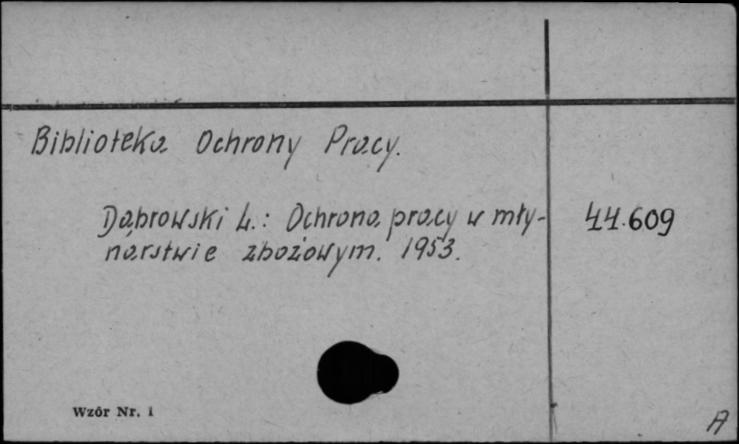 Biblioteka Ochrony Pracy.
Dąbrowski L.: Ochrona pracy w mły- 44.609
narstwie zbożowym. 1953.
Wzór Nr. 1
A